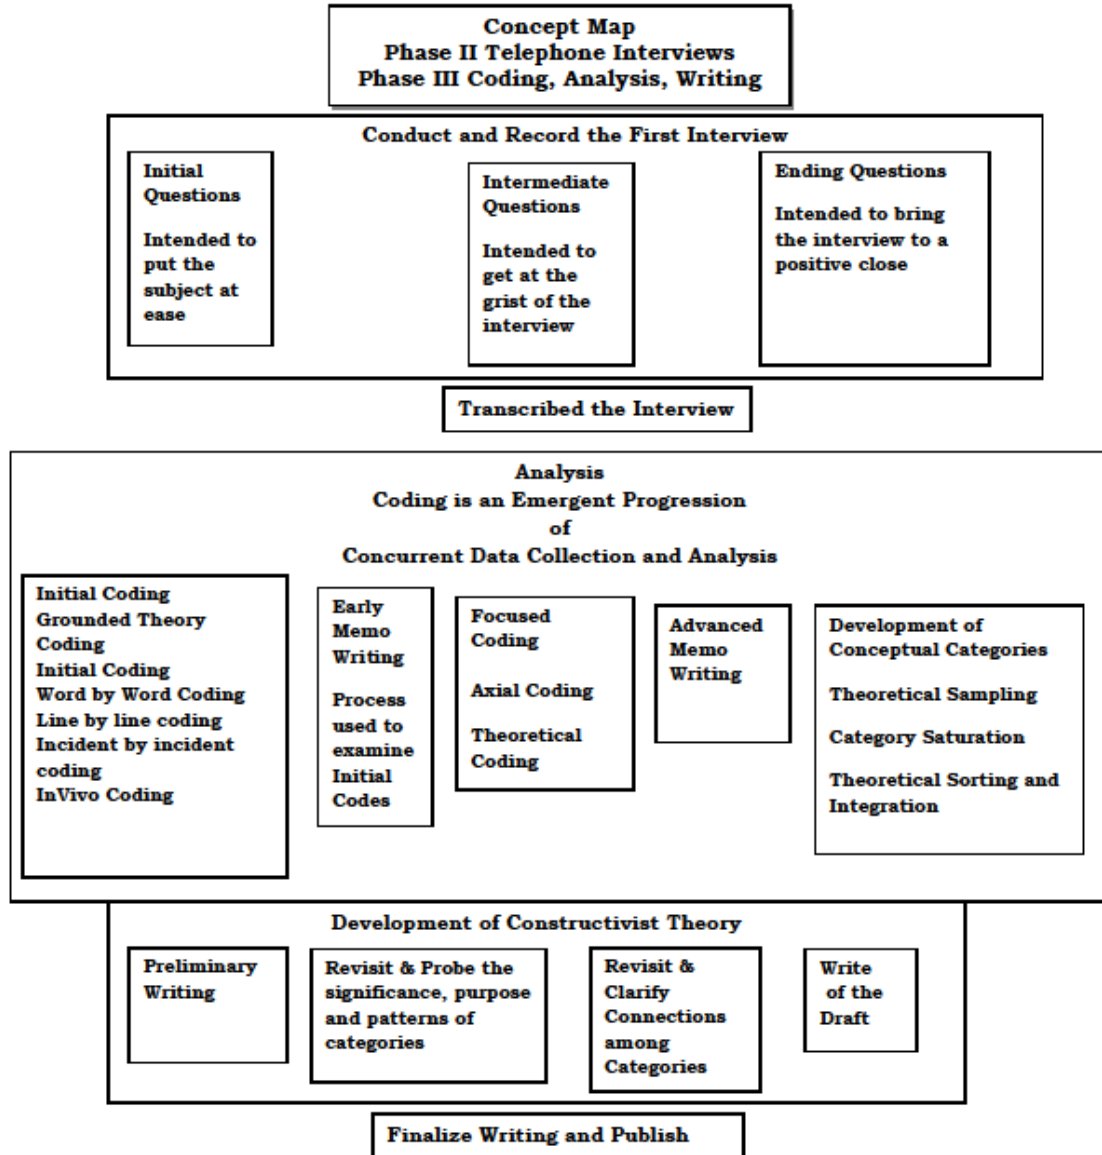 Concept Map
Phase II Telephone Interviews
Phase III Coding, Analysis, Writing
Conduct and Record the First Interview
Initial
Questions
Intended to
put the
subject at
ease
Intermediate
Questions
Intended to
get at the
grist of the
interview
Ending Questions
Intended to bring
the interview to a
positive close
Transcribed the Interview
Analysis
Coding is an Emergent Progression
of
Concurrent Data Collection and Analysis
Initial Coding
Grounded Theory
Coding
Initial Coding
Word by Word Coding
Line by line coding
Incident by incident
coding
InVivo Coding
Early
Memo
Writing
Process
used to
examine
Initial
Codes
Focused
Coding
Axial Coding
Theoretical
Coding
Advanced
Memo
Writing
Development of
Conceptual Categories
Theoretical Sampling
Category Saturation
Theoretical Sorting and
Integration
Development of Constructivist Theory
Preliminary
Writing
Revisit & Probe the
significance, purpose
and patterns of
categories
Revisit &
Clarify
Connections
among
Categories
Write
of the
Draft
Finalize Writing and Publish